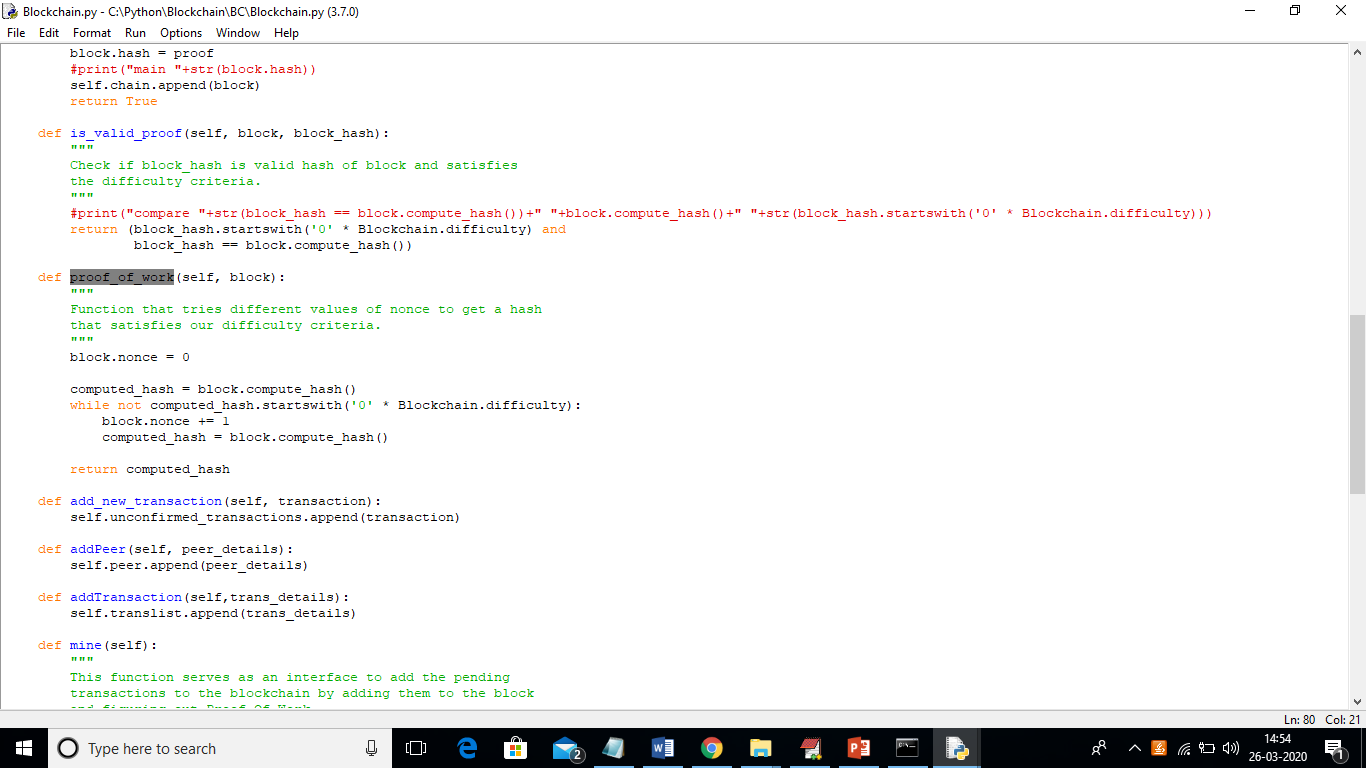 Blockchain.py - C:\Python\Blockchain\BC\Blockchain.py (3.7.0)
File Edit Format Run Options Window Help
        block.hash = proof
        #print("main "+str(block.hash))
        self.chain.append(block)
        return True

    def is_valid_proof(self, block, block_hash):
        """
        Check if block_hash is valid hash of block and satisfies
        the difficulty criteria.
        """
        #print("compare "+str(block_hash == block.compute_hash())+" "+block.compute_hash()+" "+str(block_hash.startswith('0' * Blockchain.difficulty)))
        return (block_hash.startswith('0' * Blockchain.difficulty) and
                block_hash == block.compute_hash())

    def proof_of_work(self, block):
        """
        Function that tries different values of nonce to get a hash
        that satisfies our difficulty criteria.
        """
        block.nonce = 0

        computed_hash = block.compute_hash()
        while not computed_hash.startswith('0' * Blockchain.difficulty):
            block.nonce += 1
            computed_hash = block.compute_hash()

        return computed_hash

    def add_new_transaction(self, transaction):
        self.unconfirmed_transactions.append(transaction)

    def addPeer(self, peer_details):
        self.peer.append(peer_details)

    def addTransaction(self,trans_details):
        self.translist.append(trans_details)

    def mine(self):
        """
        This function serves as an interface to add the pending
        transactions to the blockchain by adding them to the block
        and figuring out Proof Of Work
Ln: 80 Col: 21
Type here to search
2
14:54
26-03-2020
1